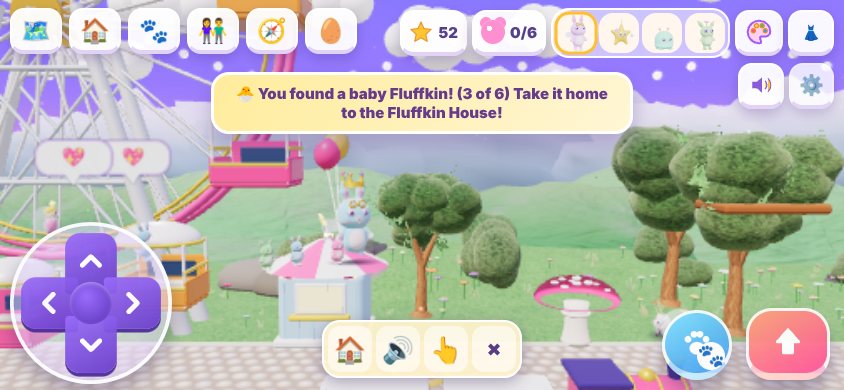 52
0/6
🐣 You found a baby Fluffkin! (3 of 6) Take it home
to the Fluffkin House!